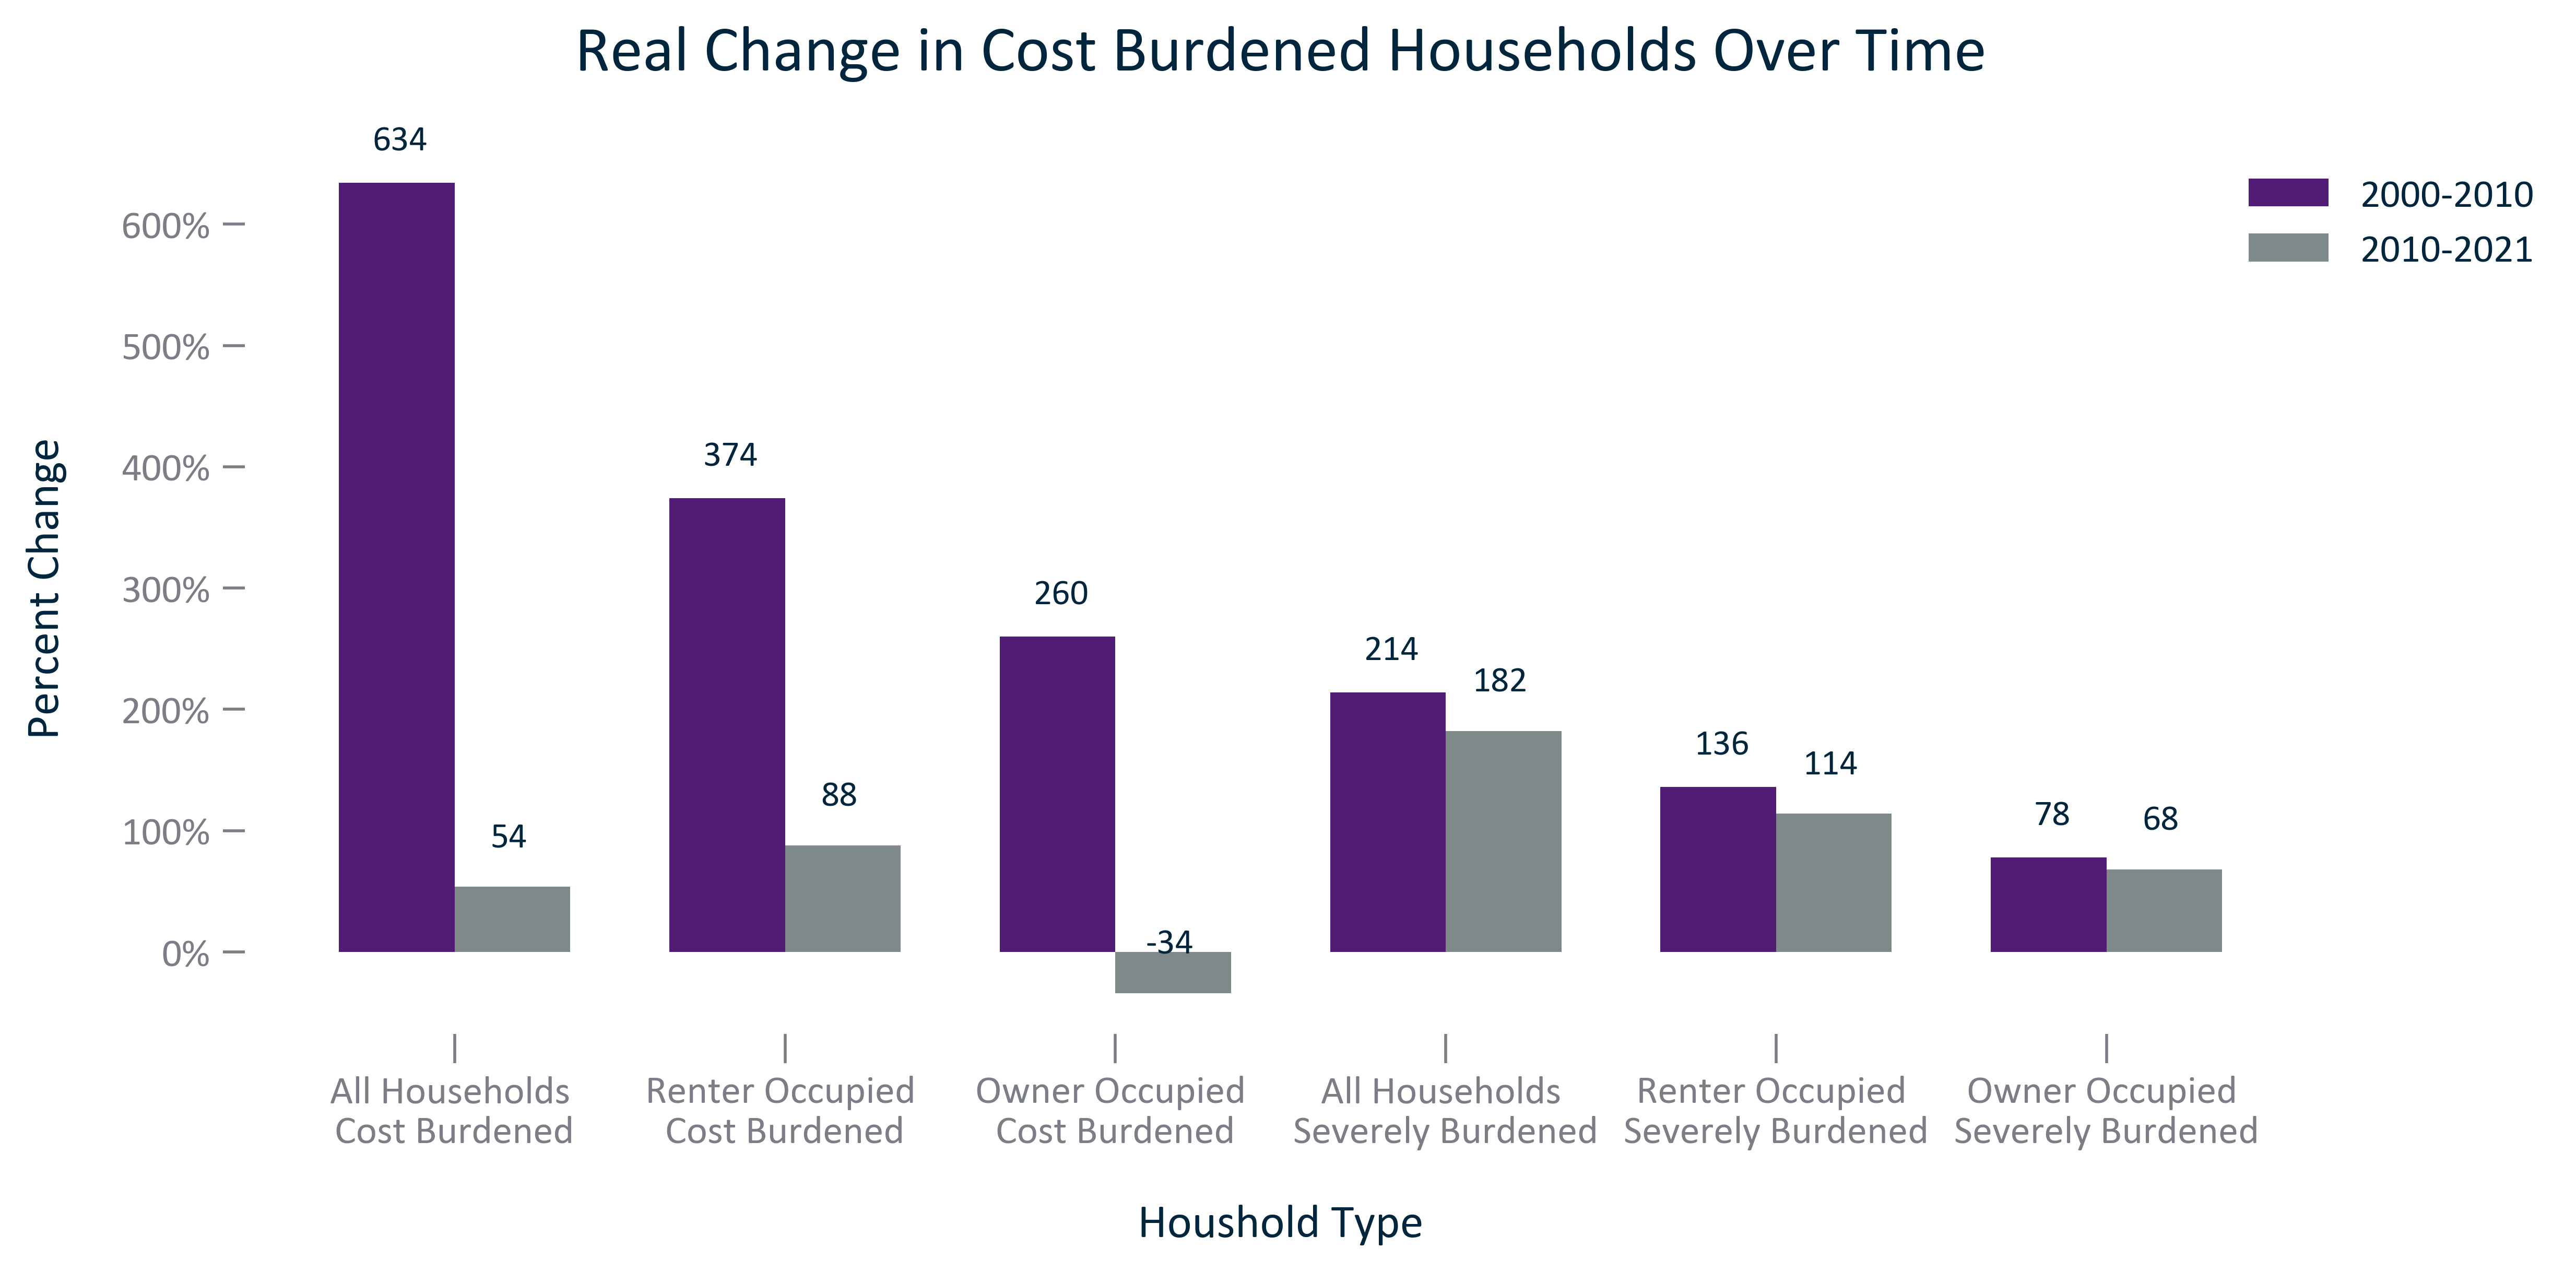 Real Change in Cost Burdened Households Over Time
634
2000-2010
600%
2010-2021
500%
400%
374
300%
260
214
200%
182
136
114
100%
54
88
78
68
0%
-34
Percent Change
All Households
Cost Burdened
Renter Occupied
Cost Burdened
Owner Occupied
Cost Burdened
All Households
Severely Burdened
Renter Occupied
Severely Burdened
Owner Occupied
Severely Burdened
Houshold Type